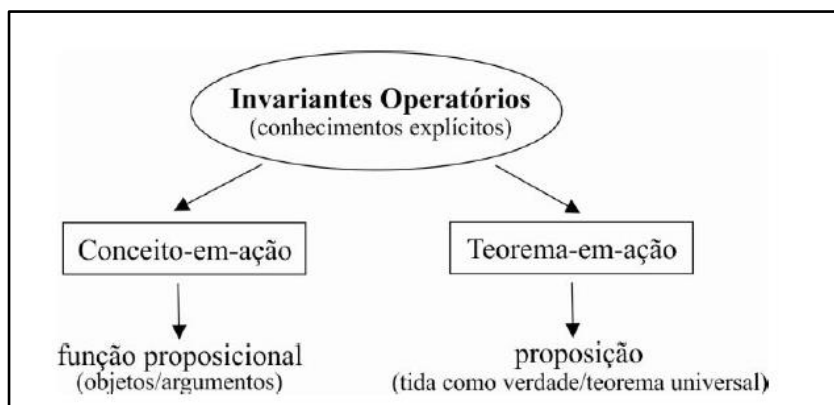 Invariantes Operatórios
(conhecimentos explícitos)
Conceito-em-ação
Teorema-em-ação
função proposicional
(objetos/argumentos)
proposição
(tida como verdade/teorema universal)